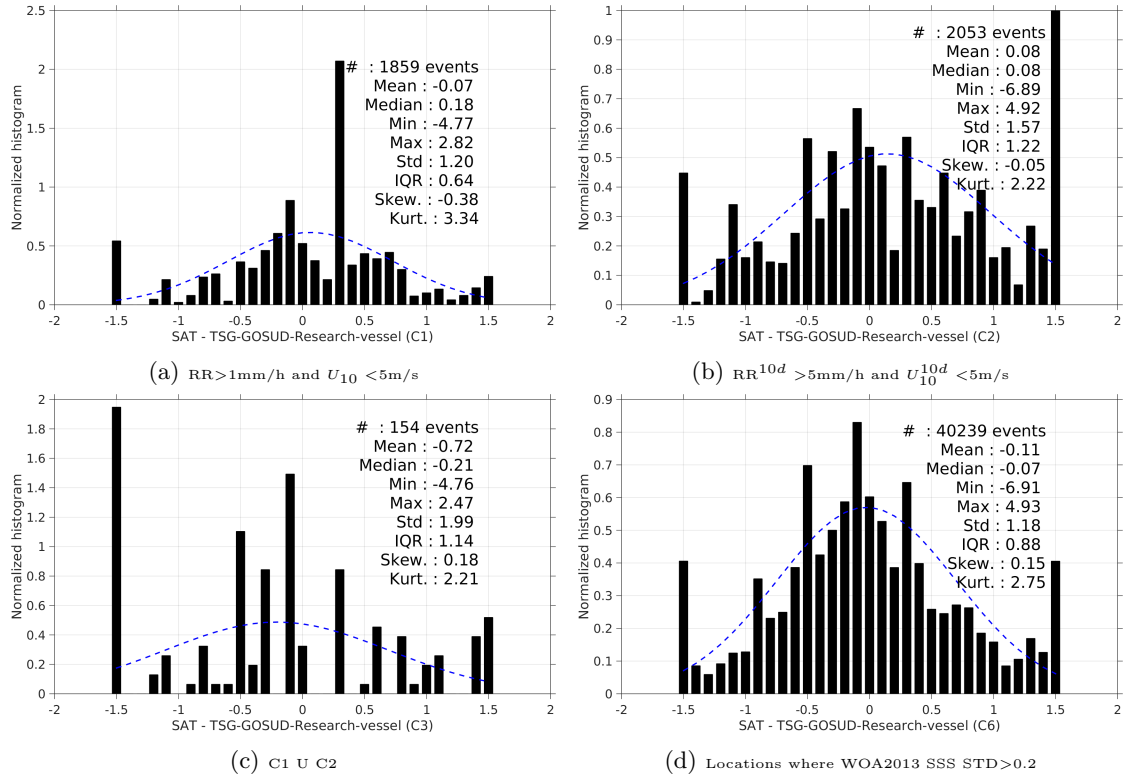 2.5
2
1.5
1
0.5
0
-2
-1.5
-1
-0.5
0
0.5
1
1.5
2
Normalized histogram
SAT - TSG-GOSUD-Research-vessel (C1)
# : 1859 events
Mean : -0.07
Median : 0.18
Min : -4.77
Max : 2.82
Std : 1.20
IQR : 0.64
Skew. : -0.38
Kurt. : 3.34
(a) RR>1mm/h and U10 <5m/s
1
0.9
0.8
0.7
0.6
0.5
0.4
0.3
0.2
0.1
0
-2
-1.5
-1
-0.5
0
0.5
1
1.5
2
Normalized histogram
SAT - TSG-GOSUD-Research-vessel (C2)
# : 2053 events
Mean : 0.08
Median : 0.08
Min : -6.89
Max : 4.92
Std : 1.57
IQR : 1.22
Skew. : -0.05
Kurt. : 2.22
(b) RR10d >5mm/h and U10d10 <5m/s
2
1.8
1.6
1.4
1.2
1
0.8
0.6
0.4
0.2
0
-2
-1.5
-1
-0.5
0
0.5
1
1.5
2
Normalized histogram
SAT - TSG-GOSUD-Research-vessel (C3)
# : 154 events
Mean : -0.72
Median : -0.21
Min : -4.76
Max : 2.47
Std : 1.99
IQR : 1.14
Skew. : 0.18
Kurt. : 2.21
(c) C1 U C2
0.9
0.8
0.7
0.6
0.5
0.4
0.3
0.2
0.1
0
-2
-1.5
-1
-0.5
0
0.5
1
1.5
2
Normalized histogram
SAT - TSG-GOSUD-Research-vessel (C6)
# : 40239 events
Mean : -0.11
Median : -0.07
Min : -6.91
Max : 4.93
Std : 1.18
IQR : 0.88
Skew. : 0.15
Kurt. : 2.75
(d) Locations where WOA2013 SSS STD>0.2